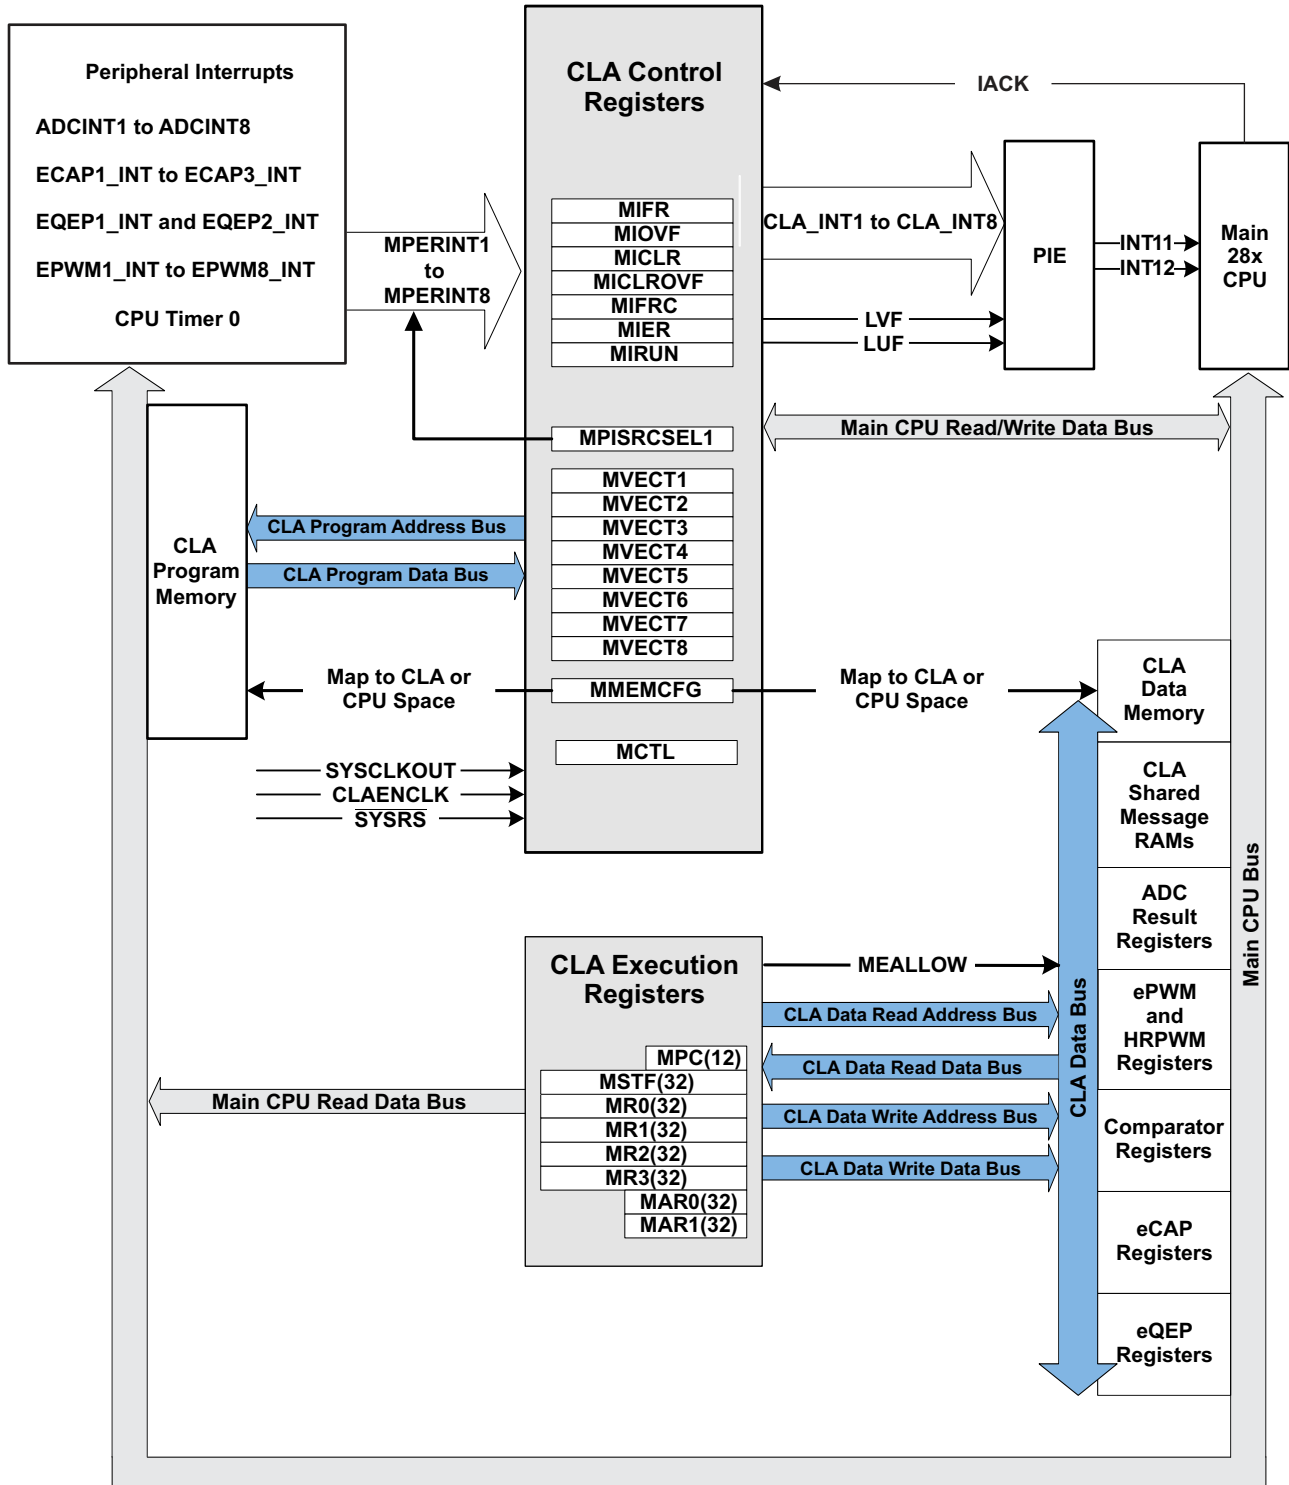 Peripheral Interrupts
ADCINT1 to ADCINT8
ECAP1_INT to ECAP3_INT
EQEP1_INT and EQEP2_INT
EPWM1_INT to EPWM8_INT
CPU Timer 0
MPERINT1
to
MPERINT8
CLA Control
Registers
MIFR
MIOVF
MICLR
MICLROVF
MIFRC
MIER
MIRUN
MPISRCSEL1
MVECT1
MVECT2
MVECT3
MVECT4
MVECT5
MVECT6
MVECT7
MVECT8
MMEMCFG
MCTL
IACK
CLA_INT1 to CLA_INT8
LVF
LUF
PIE
INT11
INT12
Main
28x
CPU
Main CPU Read/Write Data Bus
CLA Program Address Bus
CLA Program Data Bus
CLA
Program
Memory
Map to CLA or
CPU Space
Map to CLA or
CPU Space
SYSCLKOUT
CLAENCLK
SYSRS
CLA
Data
Memory
CLA
Shared
Message
RAMs
ADC
Result
Registers
ePWM
and
HRPWM
Registers
Comparator
Registers
eCAP
Registers
eQEP
Registers
Main CPU Bus
CLA Data Bus
CLA Execution
Registers
MPC(12)
MSTF(32)
MR0(32)
MR1(32)
MR2(32)
MR3(32)
MAR0(32)
MAR1(32)
MEALLOW
CLA Data Read Address Bus
CLA Data Read Data Bus
CLA Data Write Address Bus
CLA Data Write Data Bus
Main CPU Read Data Bus